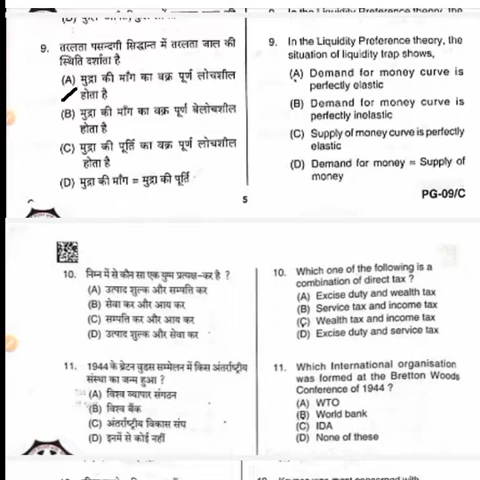 9. तरलता पसन्दगी सिद्धान्त में तरलता जाल की
स्थिति दर्शाता है
(A) मुद्रा की माँग का वक्र पूर्ण लोचशील
होता है
(B) मुद्रा की माँग का वक्र पूर्ण बेलोचशील
होता है
(C) मुद्रा की पूर्ति का वक्र पूर्ण लोचशील
होता है
(D) मुद्रा की माँग = मुद्रा की पूर्ति
9. In the Liquidity Preference theory, the
situation of liquidity trap shows,
(A) Demand for money curve is
perfectly elastic
(B) Demand for money curve is
perfectly inolastic
(C) Supply of money curve is perfectly
elastic
(D) Demand for money = Supply of
money
5
PG-09/C
10. निम्न में से कौन सा एक युग्म प्रत्यक्ष-कर है ?
(A) उत्पाद शुल्क और सम्पत्ति कर
(B) सेवा कर और आय कर
(C) सम्पत्ति कर और आय कर
(D) उत्पाद शुल्क और सेवा कर
10. Which one of the following is a
combination of direct tax ?
(A) Excise duty and wealth tax
(B) Service tax and income tax
(C) Wealth tax and income tax
(D) Excise duty and service tax
11. 1944 के ब्रेटन वुडस सम्मेलन में किस अंतर्राष्ट्रीय
संस्था का जन्म हुआ ?
(A) विश्व व्यापार संगठन
(B) विश्व बैंक
(C) अंतर्राष्ट्रीय विकास संघ
(D) इनमें से कोई नहीं
11. Which International organisation
was formed at the Bretton Woods
Conference of 1944 ?
(A) WTO
(B) World bank
(C) IDA
(D) None of these